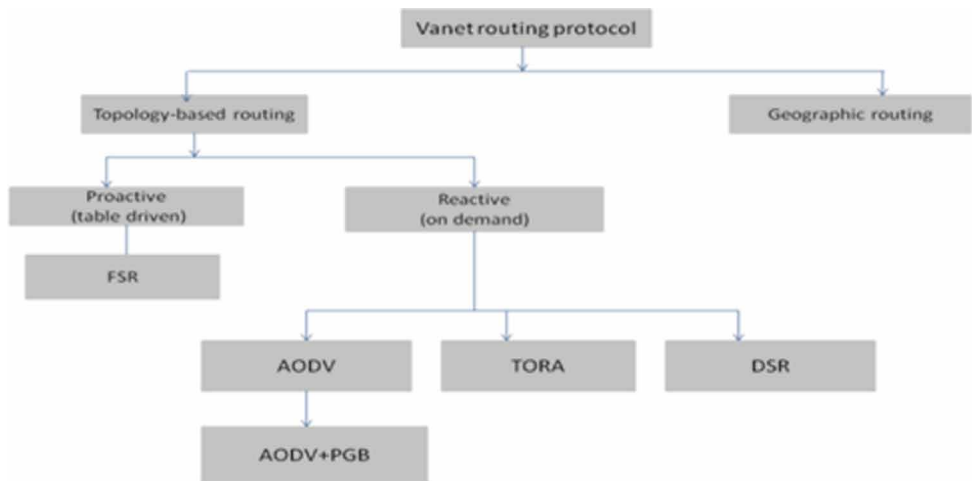 Vanet routing protocol
Topology-based routing
Geographic routing
Proactive
(table driven)
Reactive
(on demand)
FSR
AODV
TORA
DSR
AODV+PGB